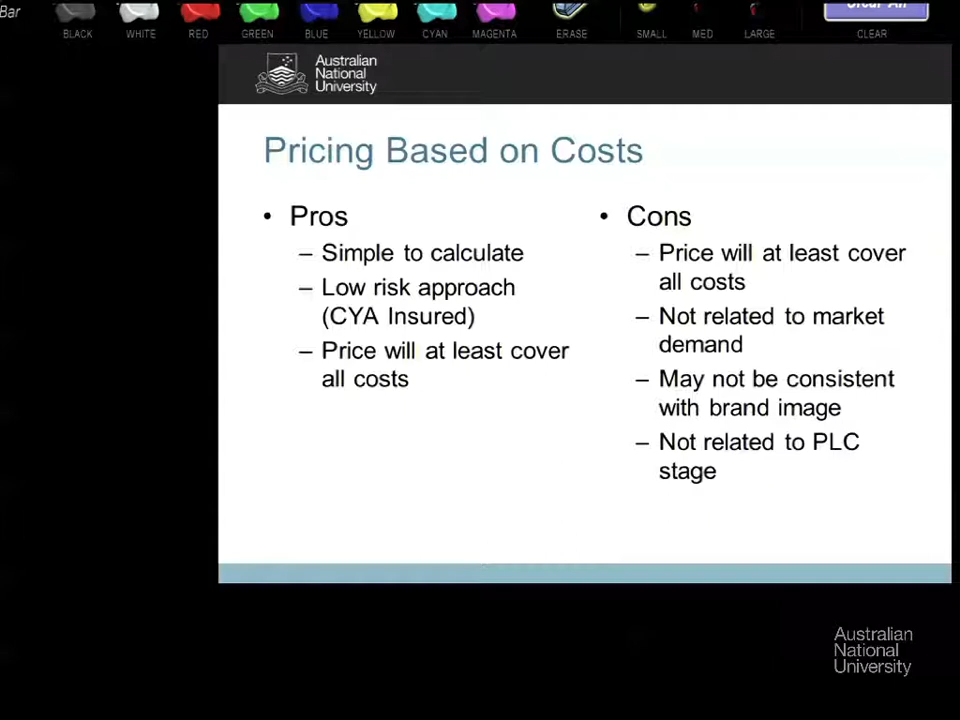 Bar
BLACK
WHITE
RED
GREEN
BLUE
YELLOW
CYAN
MAGENTA
ERASE
SMALL
MED
LARGE
Clear All
CLEAR
Australian
National
University
Pricing Based on Costs
• Pros
– Simple to calculate
– Low risk approach
(CYA Insured)
– Price will at least cover
all costs
• Cons
– Price will at least cover
all costs
– Not related to market
demand
– May not be consistent
with brand image
– Not related to PLC
stage
Australian
National
University